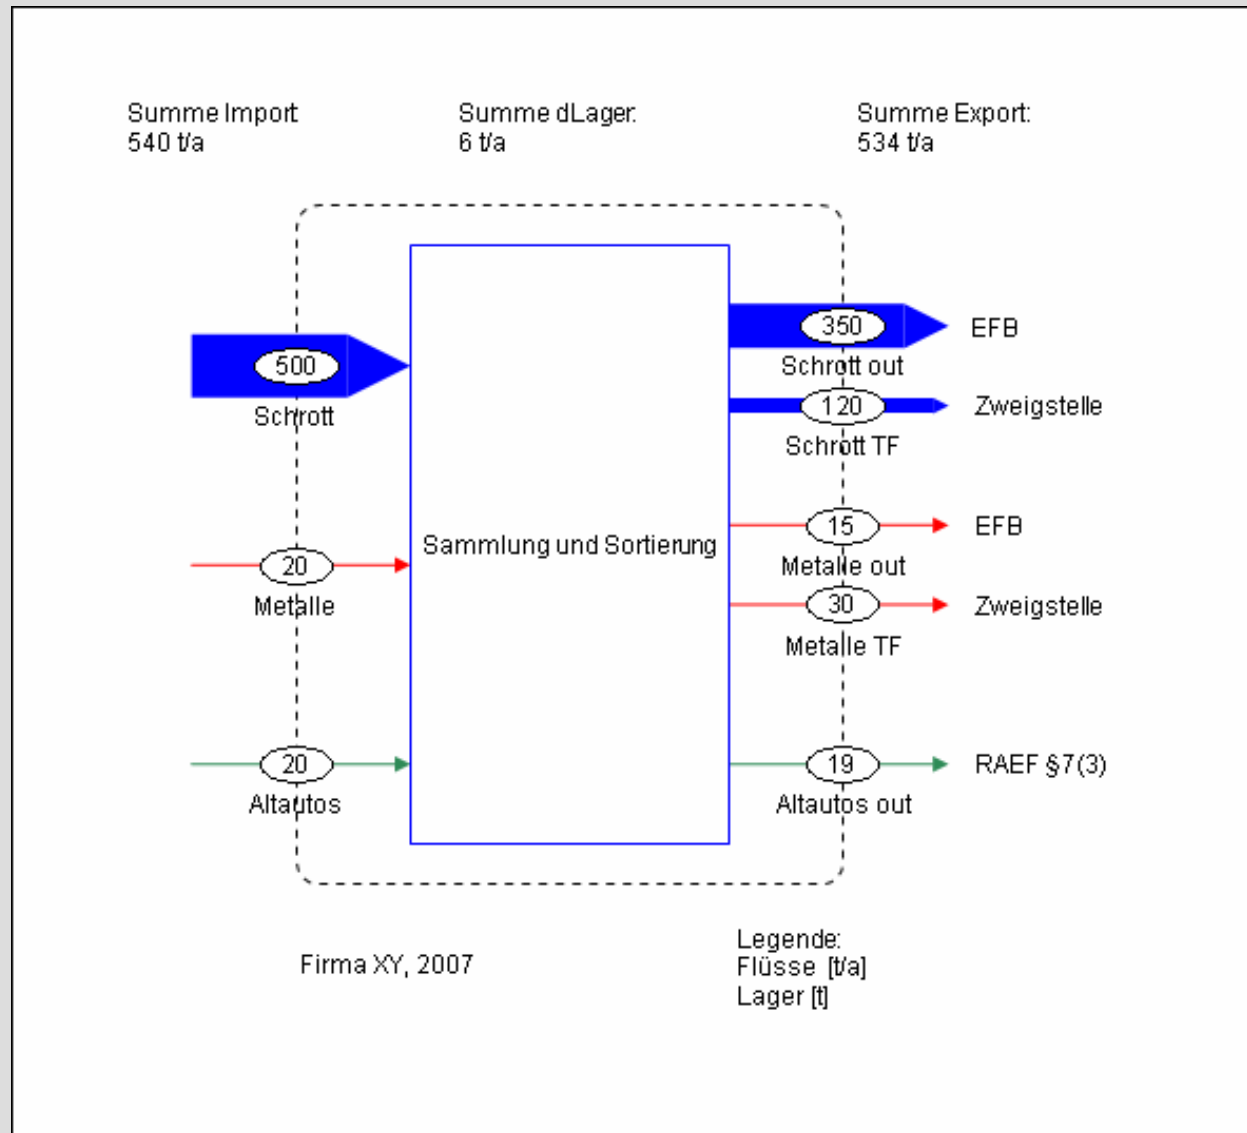 Summe Import
540 t/a
Summe dLager:
6 t/a
Summe Export:
534 t/a
500
Schrott
20
Metalle
20
Altautos
Sammlung und Sortierung
350
EFB
Schrott out
120
Zweigstelle
Schrott TF
15
EFB
Metalle out
30
Zweigstelle
Metalle TF
19
RAEF §7(3)
Altautos out
Firma XY, 2007
Legende:
Flüsse [t/a]
Lager [t]